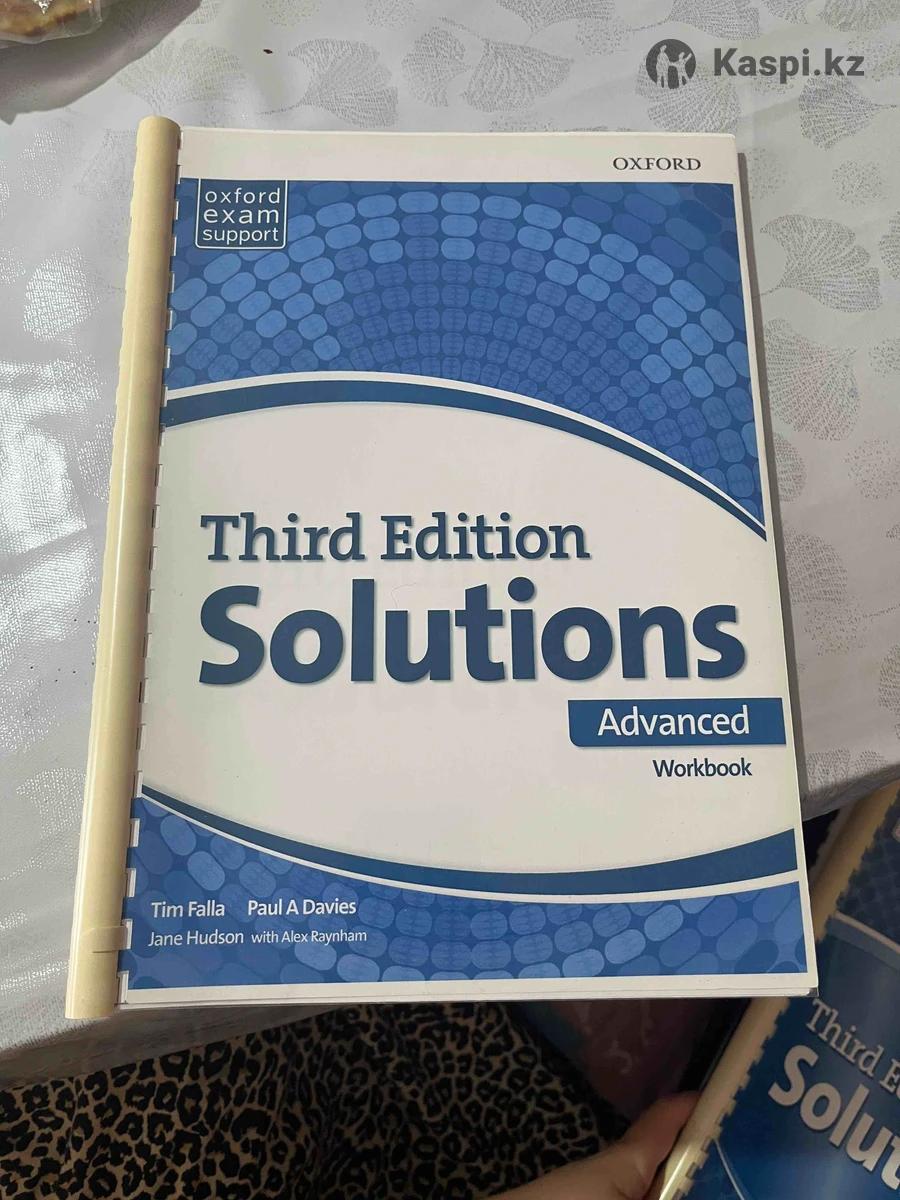 Kaspi.kz
OXFORD
oxford
exam
support
Third Edition
Solutions
Advanced
Workbook
Tim Falla Paul A Davies
Jane Hudson with Alex Raynham
Third